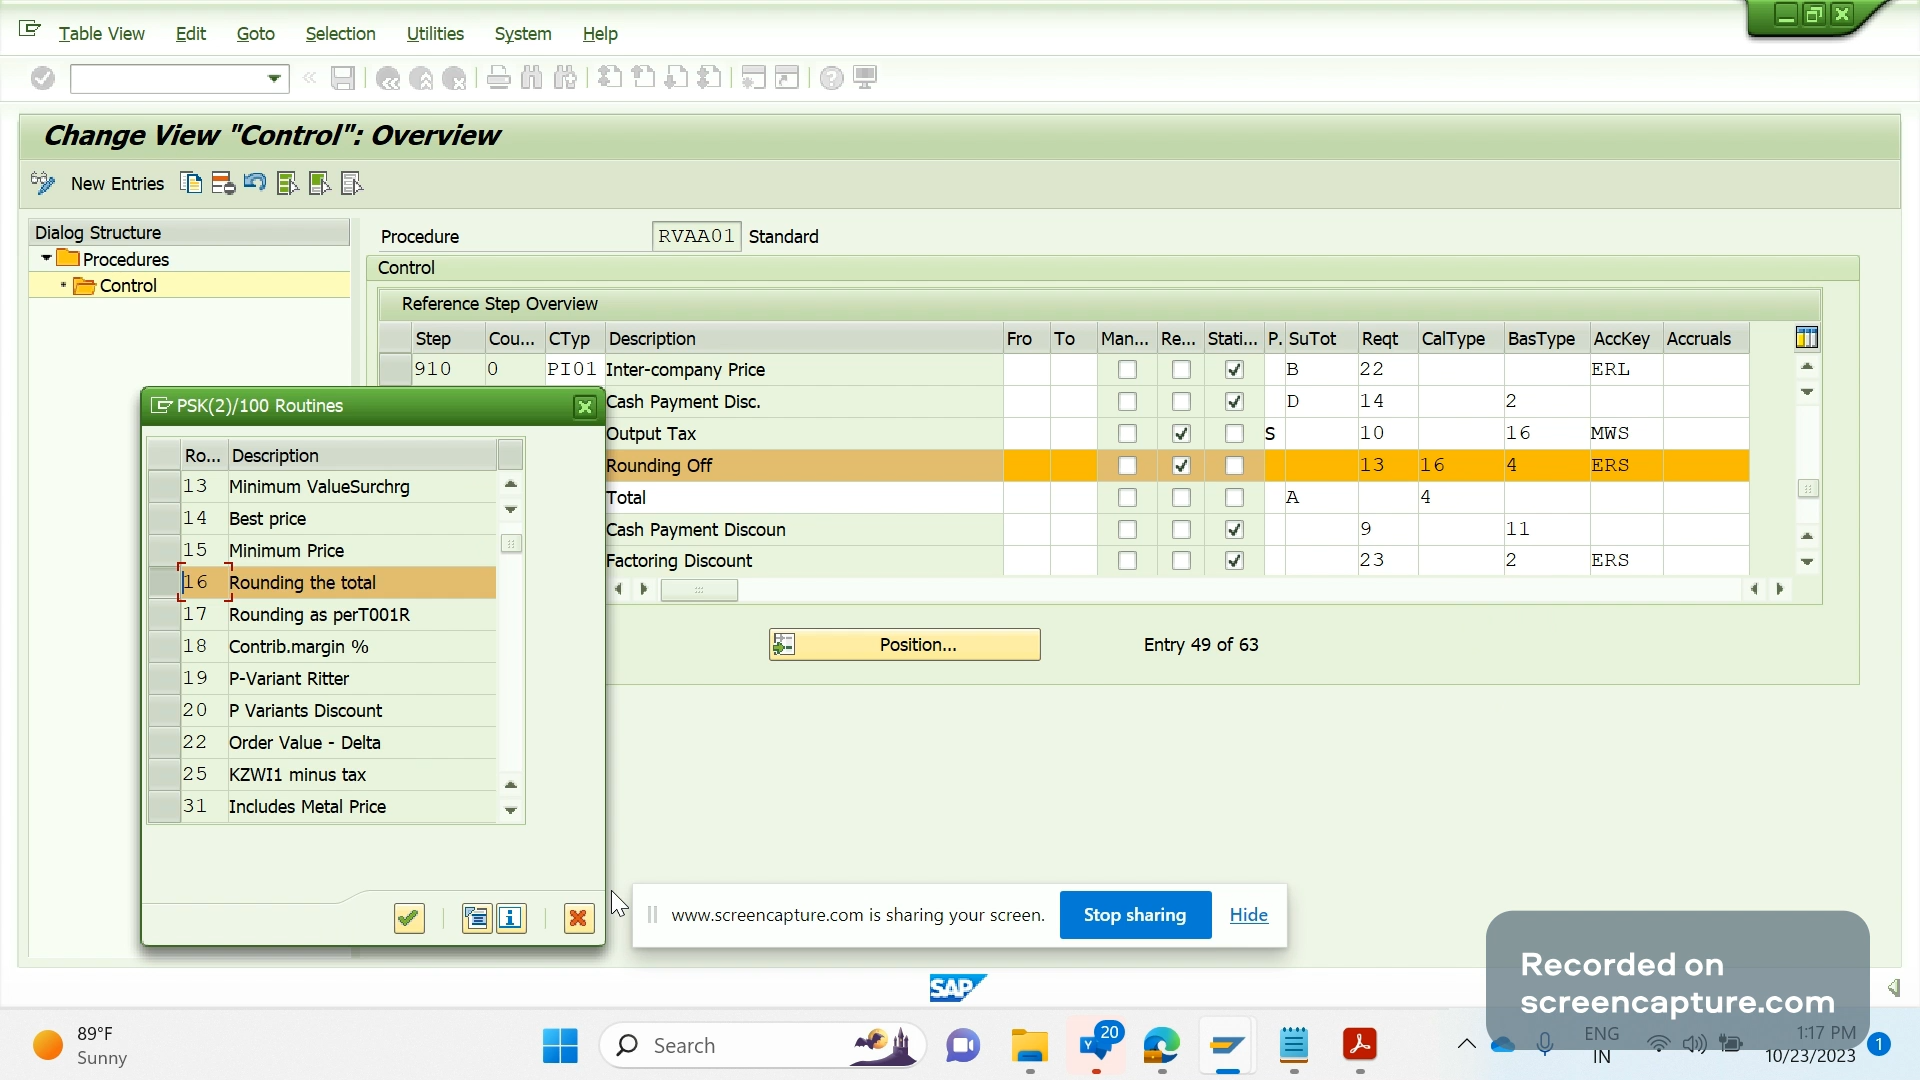 Table View Edit Goto Selection Utilities System Help
Change View "Control": Overview
New Entries
Dialog Structure
Procedures
Control
Procedure RVAA01 Standard
Control
Reference Step Overview
Step Cou... CTyp Description Fro To Man... Re... Stati... P. SuTot Reqt CalType BasType AccKey Accruals
910 0 PI01 Inter-company Price B 22 ERL
Cash Payment Disc. D 14 2
Output Tax S 10 16 MWS
Rounding Off 13 16 4 ERS
Total A 4
Cash Payment Discoun 9 11
Factoring Discount 23 2 ERS
Position... Entry 49 of 63
PSK(2)/100 Routines
Ro... Description
13 Minimum ValueSurchrg
14 Best price
15 Minimum Price
16 Rounding the total
17 Rounding as perT001R
18 Contrib.margin %
19 P-Variant Ritter
20 P Variants Discount
22 Order Value - Delta
25 KZWI1 minus tax
31 Includes Metal Price
www.screencapture.com is sharing your screen. Stop sharing Hide
Recorded on
screencapture.com
SAP
89°F
Sunny
Search
20
ENG
IN
1:17 PM
10/23/2023
1